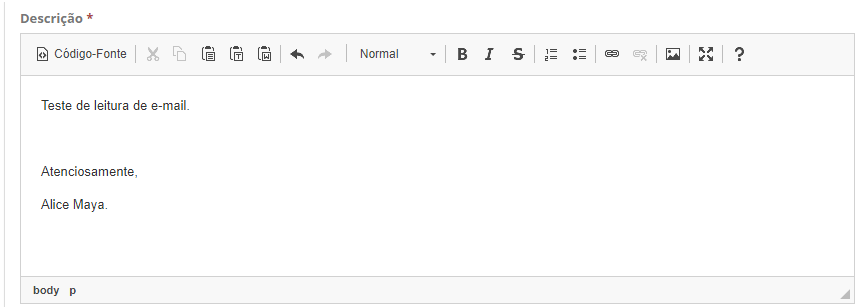 Descrição *
Código-Fonte Normal B I S ?
Teste de leitura de e-mail.
Atenciosamente,
Alice Maya.
body p